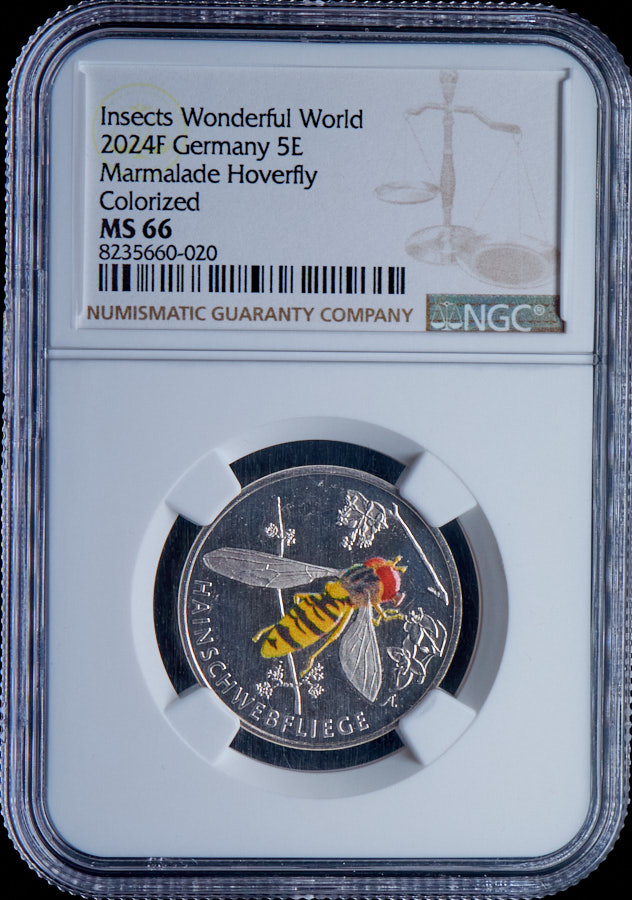 Insects Wonderful World
2024F Germany 5E
Marmalade Hoverfly
Colorized
MS 66
8235660-020
NUMISMATIC GUARANTY COMPANY
NGC®
HAINSCHWEBFLIEGE